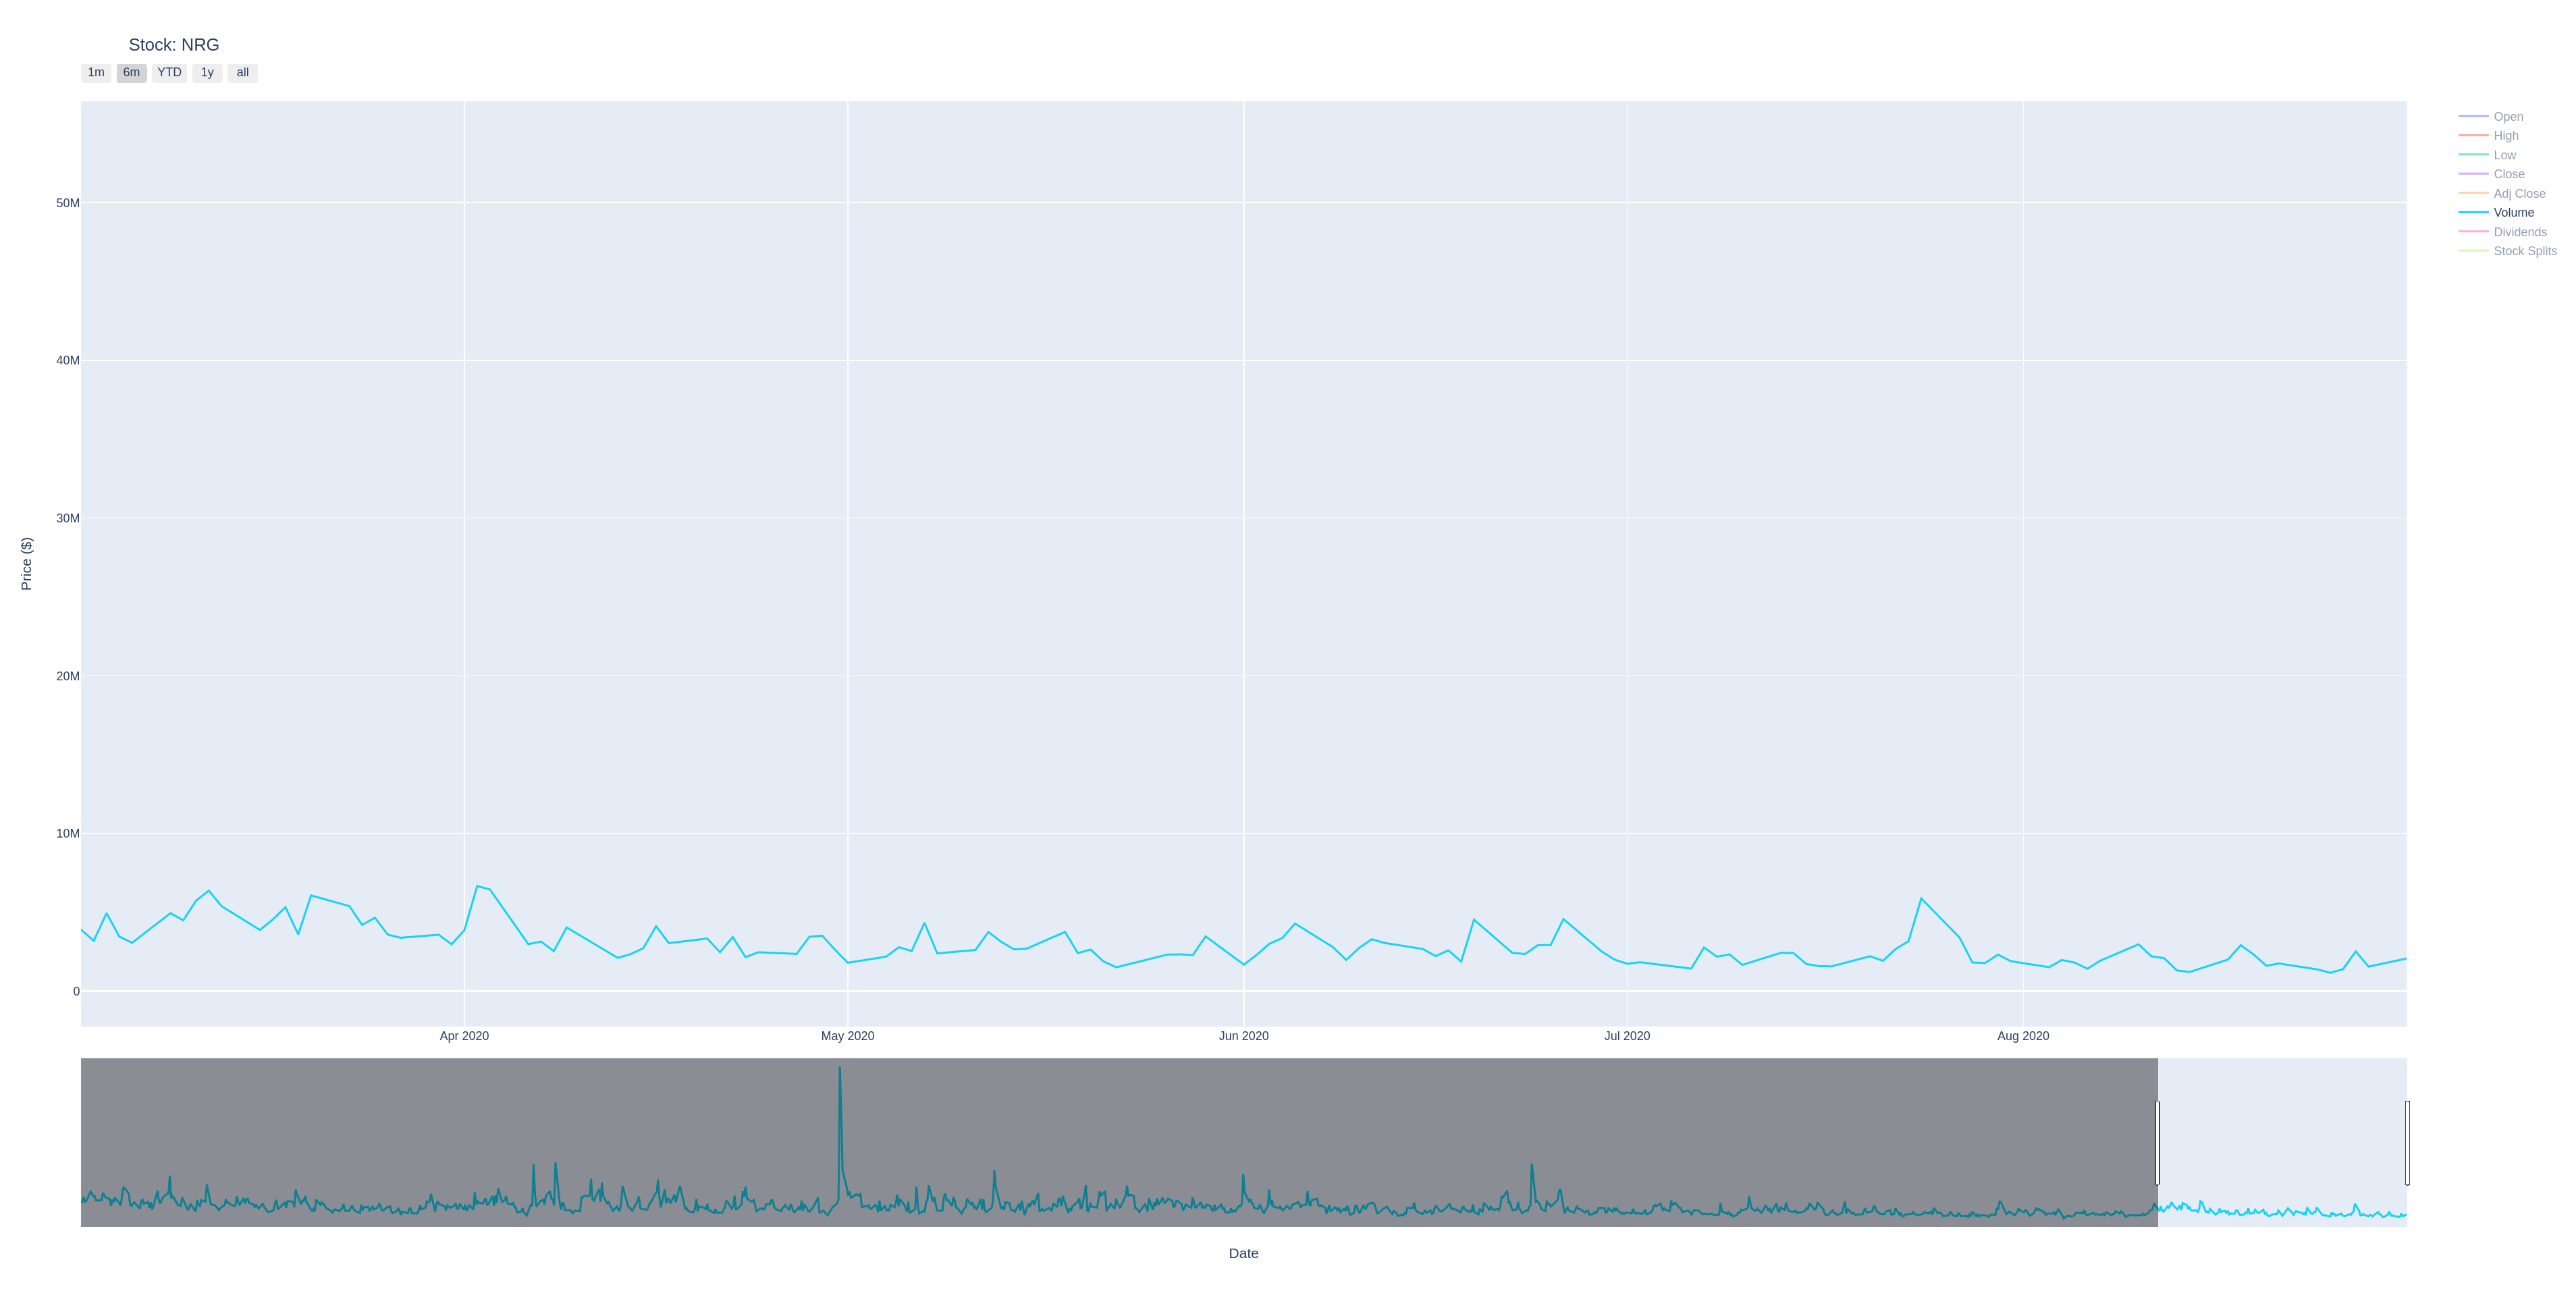 Stock: NRG
1m 6m YTD 1y all
Open
High
Low
Close
Adj Close
Volume
Dividends
Stock Splits
Price ($)
50M
40M
30M
20M
10M
0
Apr 2020 May 2020 Jun 2020 Jul 2020 Aug 2020
Date